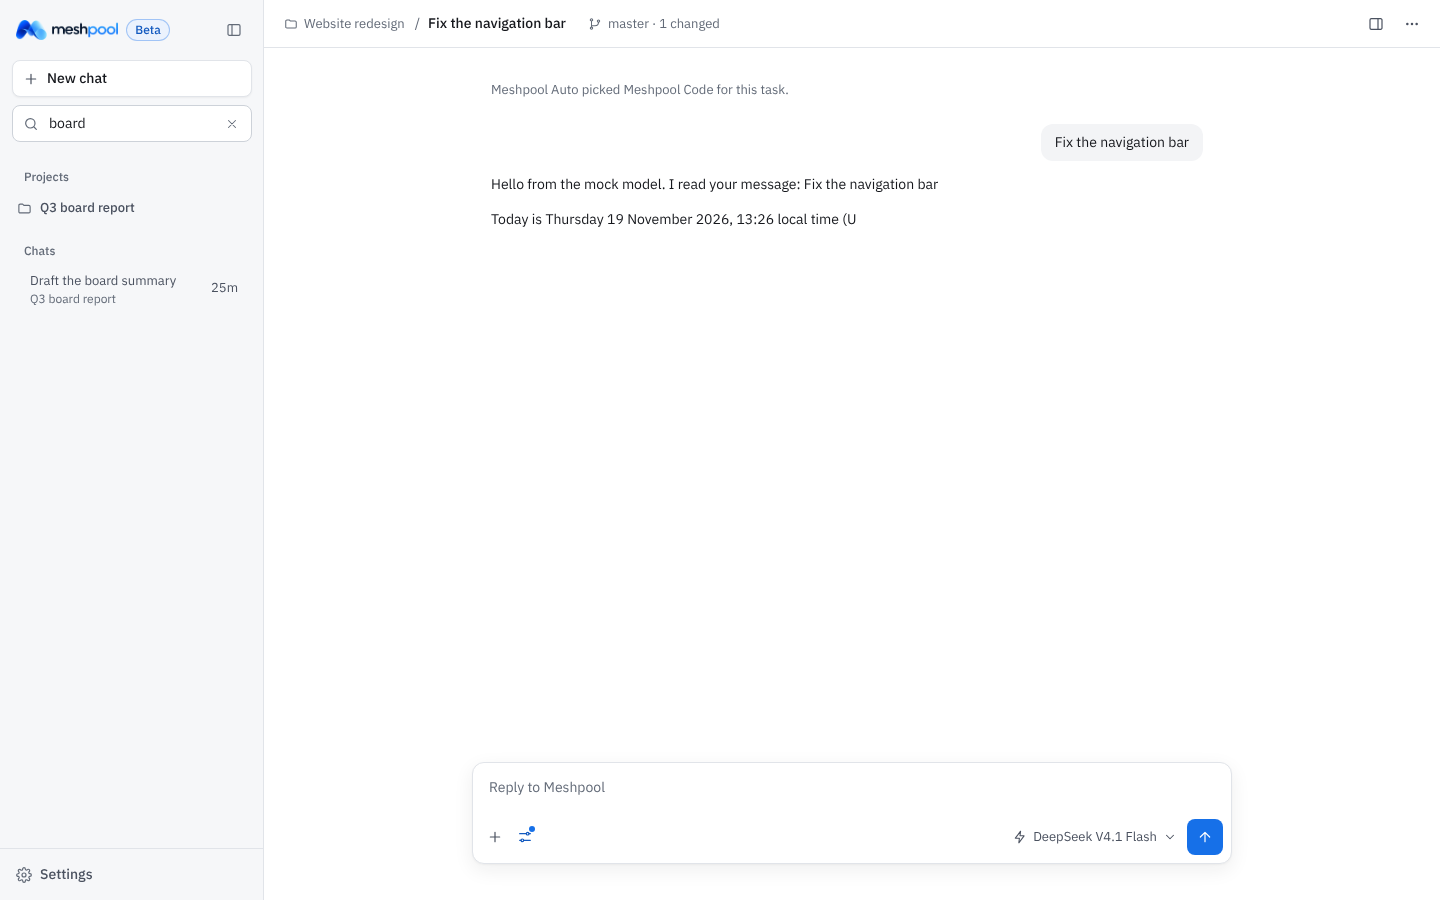 meshpool Beta
New chat
board
Projects
Q3 board report
Chats
Draft the board summary
Q3 board report
25m
Settings
Website redesign / Fix the navigation bar
master · 1 changed
Meshpool Auto picked Meshpool Code for this task.
Fix the navigation bar
Hello from the mock model. I read your message: Fix the navigation bar
Today is Thursday 19 November 2026, 13:26 local time (U
Reply to Meshpool
DeepSeek V4.1 Flash